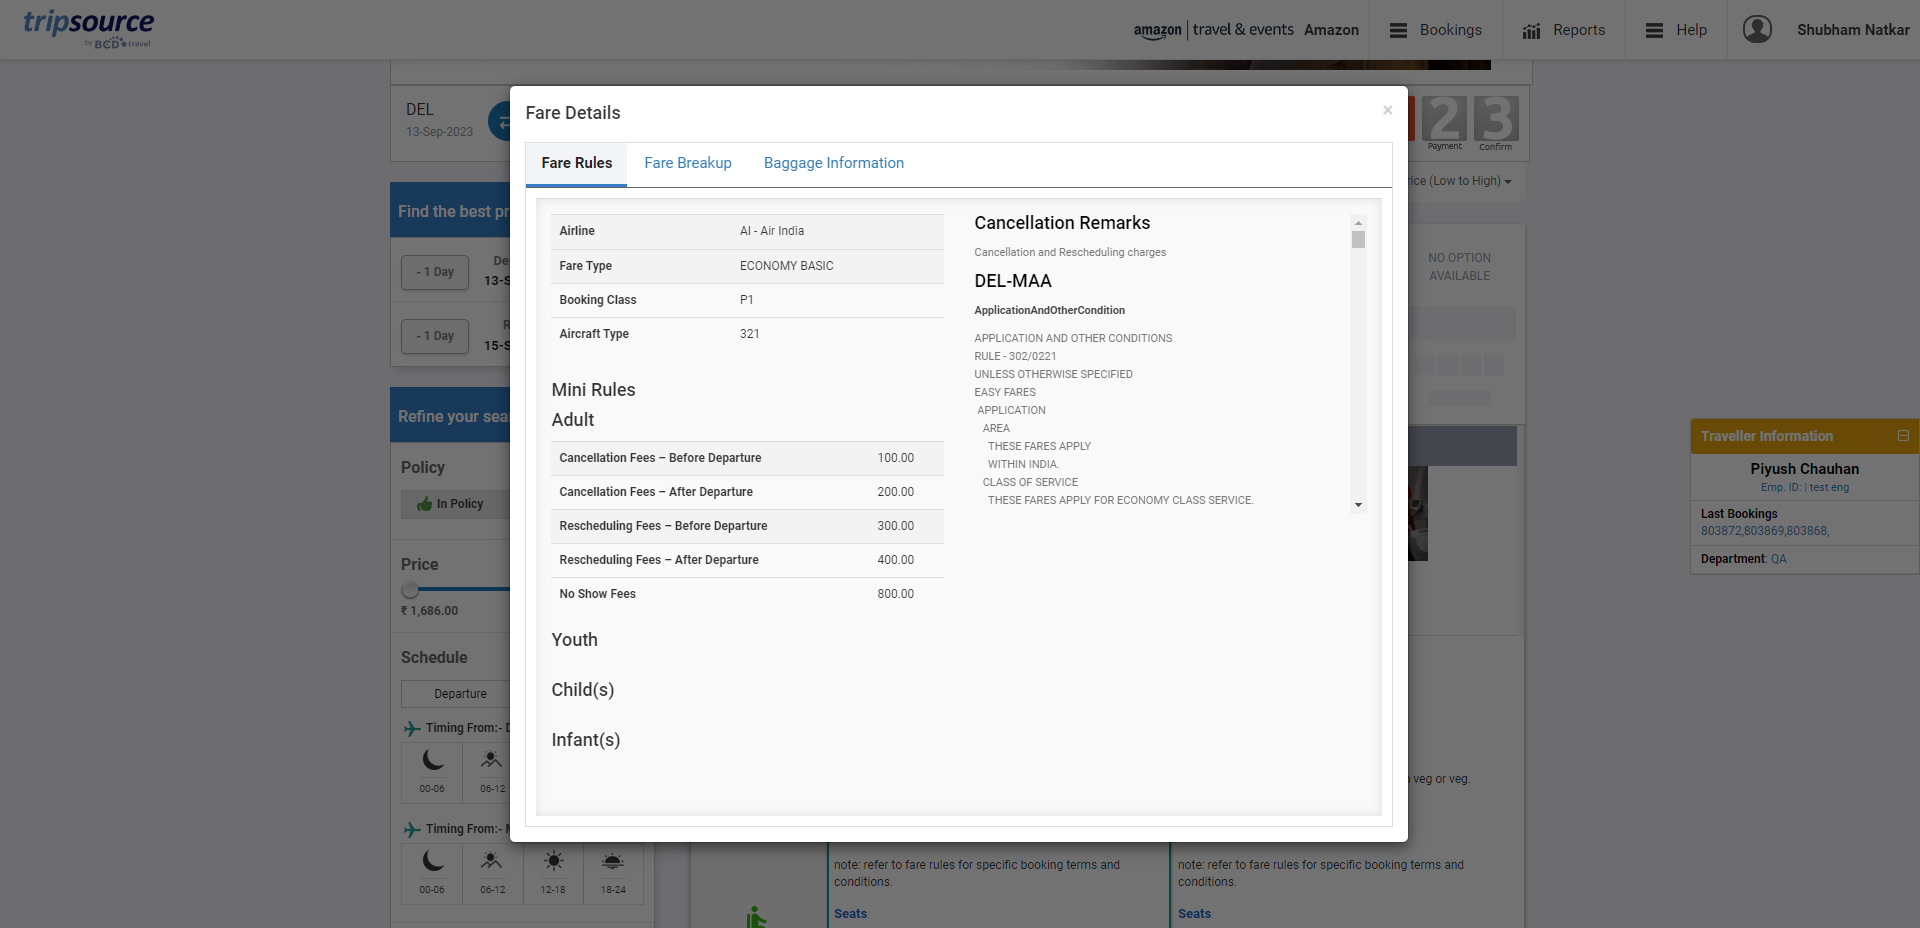 tripsource
by BCD travel
amazon | travel & events Amazon
Bookings
Reports
Help
Shubham Natkar
DEL
13-Sep-2023
2
Payment
3
Confirm
(Low to High)
Find the best
- 1 Day
13-
- 1 Day
15-
Refine your
Policy
In Policy
Price
₹ 1,686.00
Schedule
Departure
Timing From:-
00-06
06-12
Timing From:-
00-06
06-12
12-18
18-24
Fare Details
×
Fare Rules
Fare Breakup
Baggage Information
Airline AI - Air India
Fare Type ECONOMY BASIC
Booking Class P1
Aircraft Type 321
Mini Rules
Adult
Cancellation Fees – Before Departure 100.00
Cancellation Fees – After Departure 200.00
Rescheduling Fees – Before Departure 300.00
Rescheduling Fees – After Departure 400.00
No Show Fees 800.00
Youth
Child(s)
Infant(s)
Cancellation Remarks
Cancellation and Rescheduling charges
DEL-MAA
ApplicationAndOtherCondition
APPLICATION AND OTHER CONDITIONS
RULE - 302/0221
UNLESS OTHERWISE SPECIFIED
EASY FARES
APPLICATION
AREA
THESE FARES APPLY
WITHIN INDIA.
CLASS OF SERVICE
THESE FARES APPLY FOR ECONOMY CLASS SERVICE.
NO OPTION
AVAILABLE
Traveller Information
Piyush Chauhan
Emp. ID: | test eng
Last Bookings
803872,803869,803868,
Department: QA
veg or veg.
note: refer to fare rules for specific booking terms and
conditions.
Seats
note: refer to fare rules for specific booking terms and
conditions.
Seats